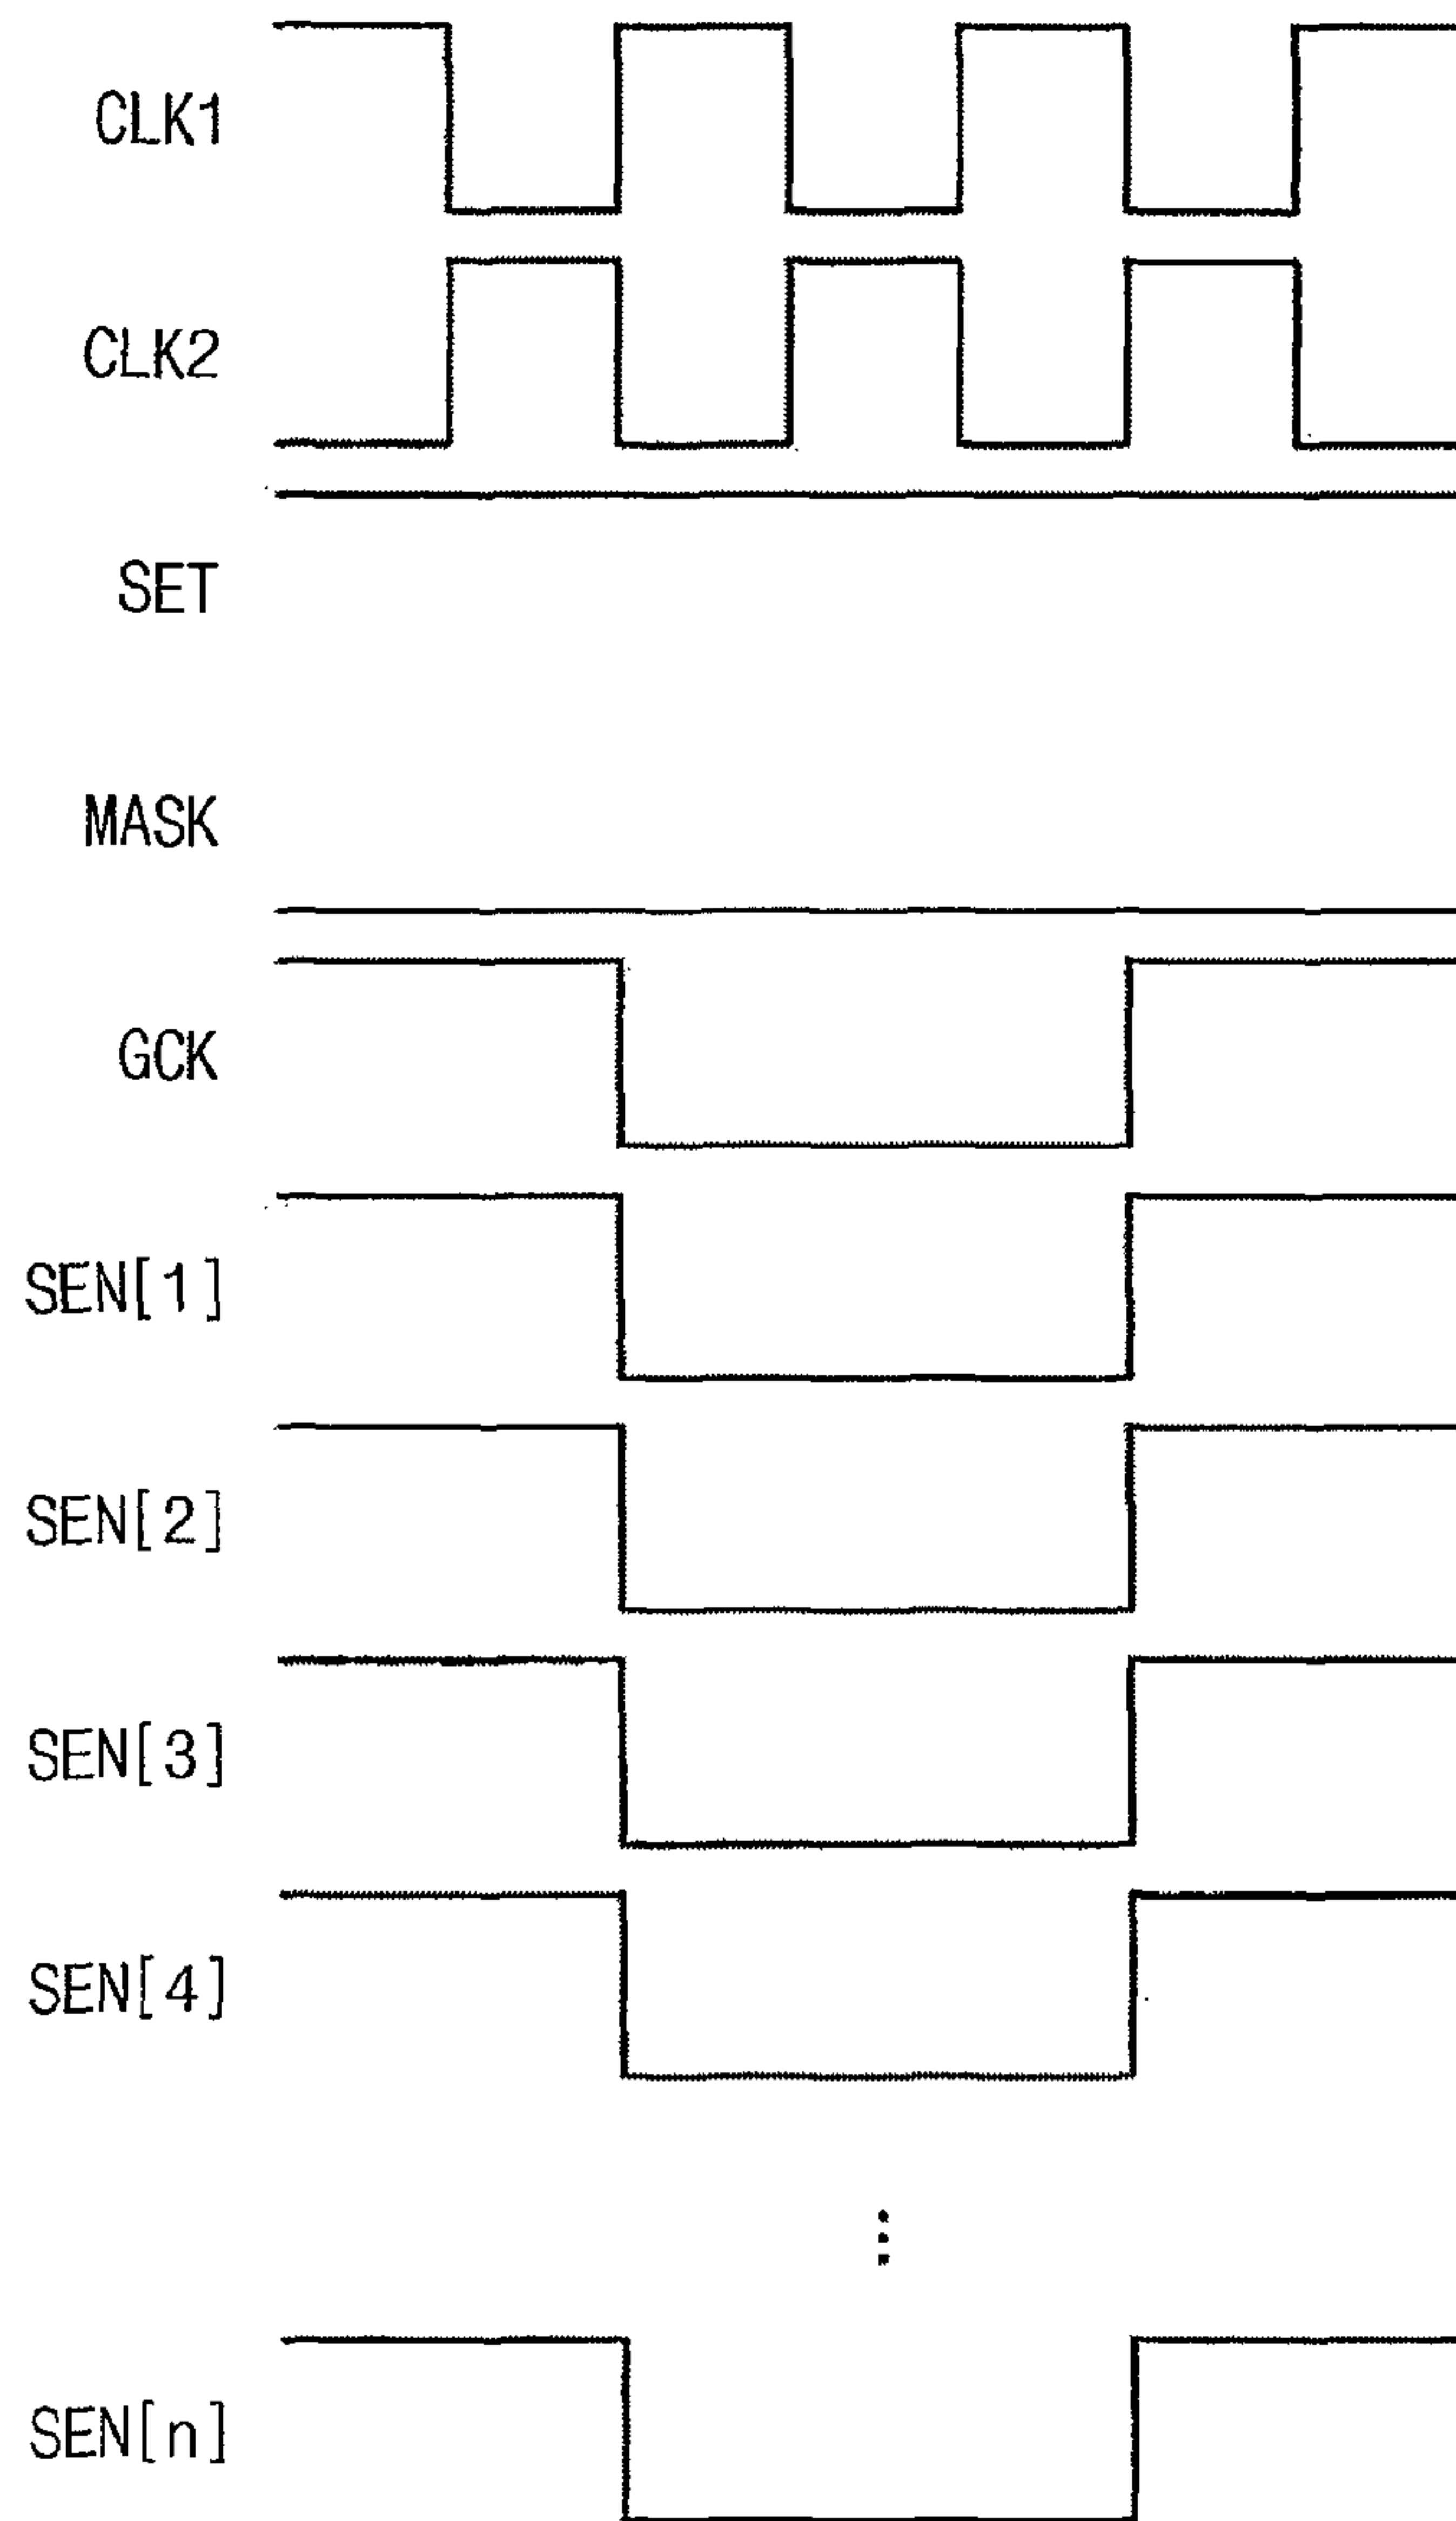 CLK1
CLK2
SET
MASK
GCK
SEN[1]
SEN[2]
SEN[3]
SEN[4]
SEN[n]